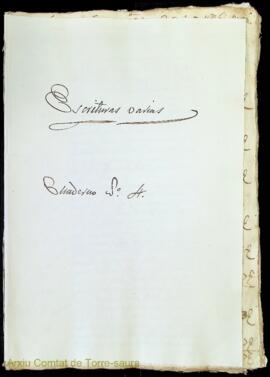 Escrituras varias
Cuaderno Nº 4.
Arxiu Comtat de Torre-saura